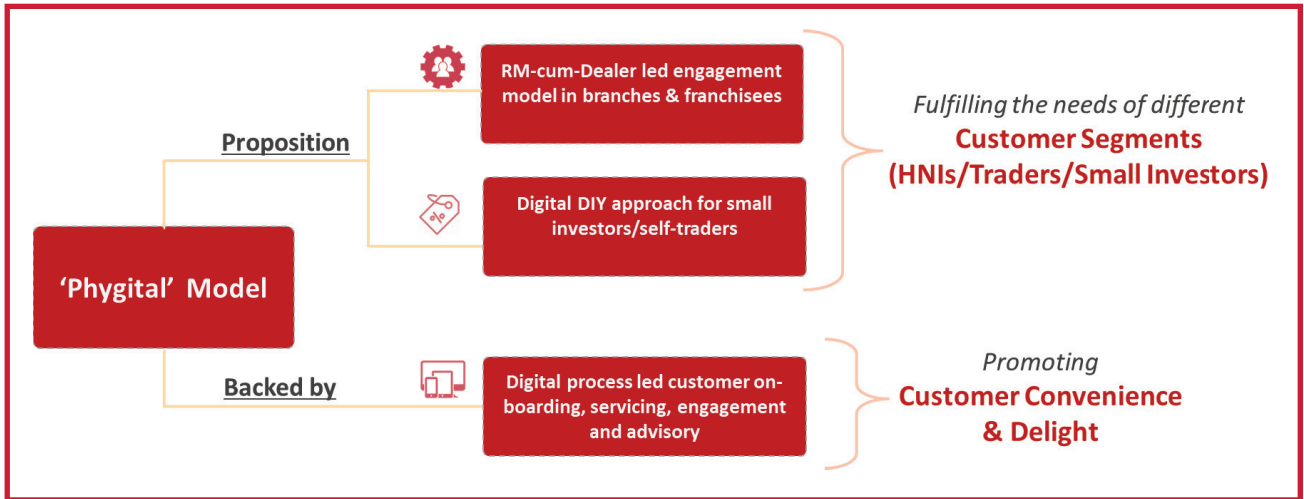 ‘Phygital’ Model
Proposition
RM-cum-Dealer led engagement
model in branches & franchisees
%
Digital DIY approach for small
investors/self-traders
Fulfilling the needs of different
Customer Segments
(HNIs/Traders/Small Investors)
Backed by
Digital process led customer on-
boarding, servicing, engagement
and advisory
Promoting
Customer Convenience
& Delight